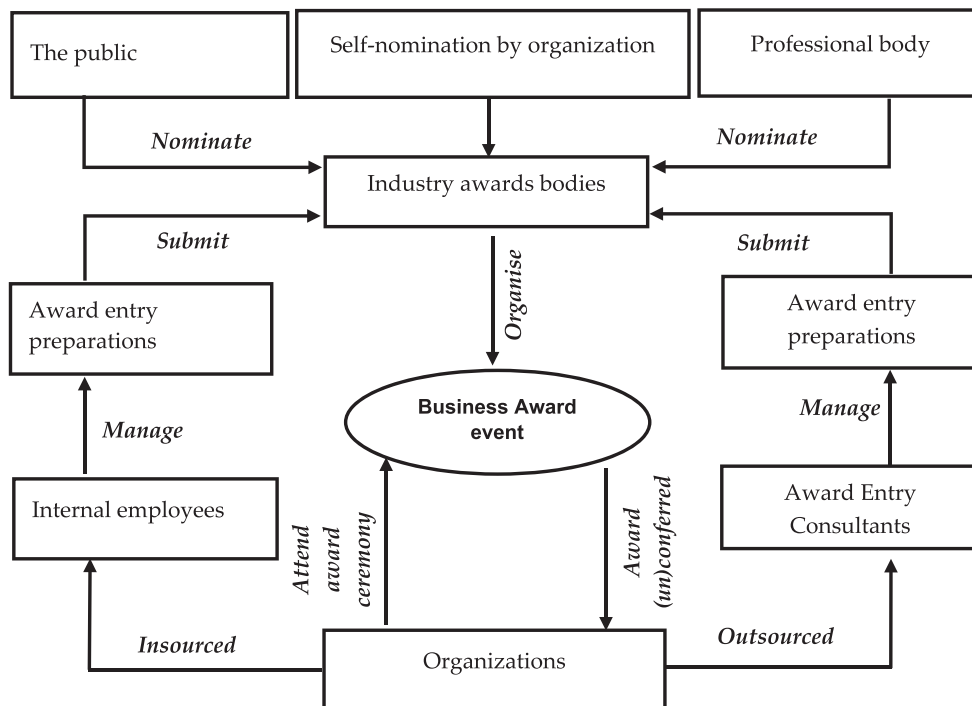 The public
Self-nomination by organization
Professional body
Nominate
Nominate
Industry awards bodies
Submit
Submit
Organise
Award entry
preparations
Award entry
preparations
Business Award
event
Manage
Manage
Internal employees
Award Entry
Consultants
Attend
award
ceremony
Award
(un)conferred
Insourced
Outsourced
Organizations